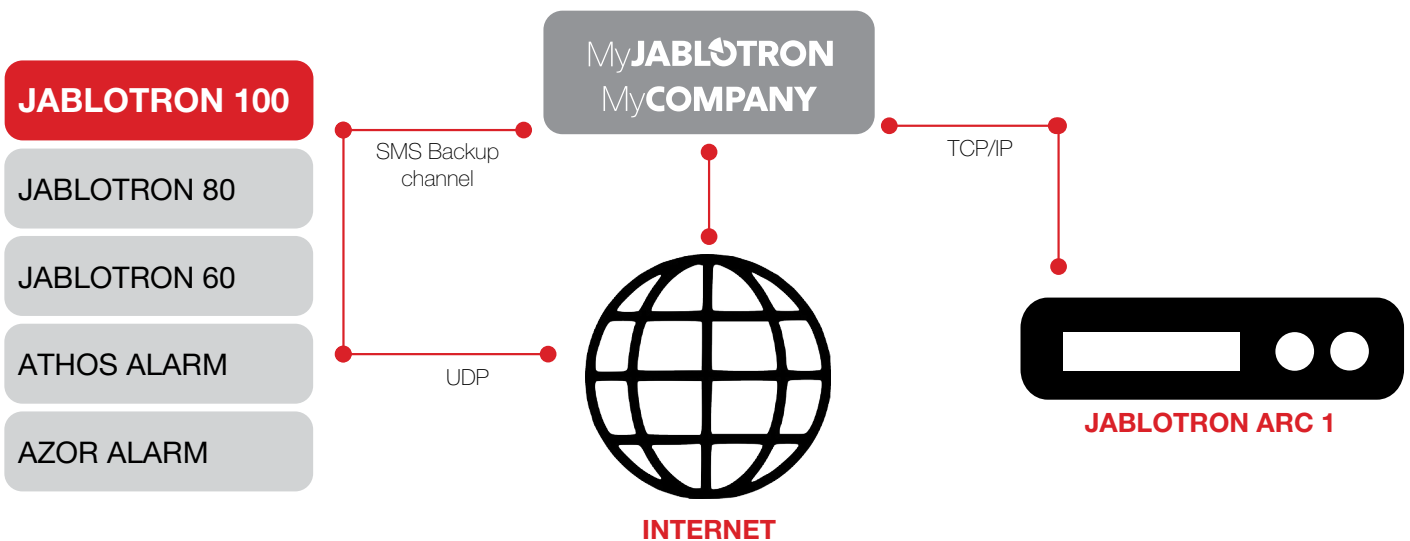 JABLOTRON 100
JABLOTRON 80
JABLOTRON 60
ATHOS ALARM
AZOR ALARM
SMS Backup
channel
UDP
MyJABLOTRON
MyCOMPANY
INTERNET
TCP/IP
JABLOTRON ARC 1